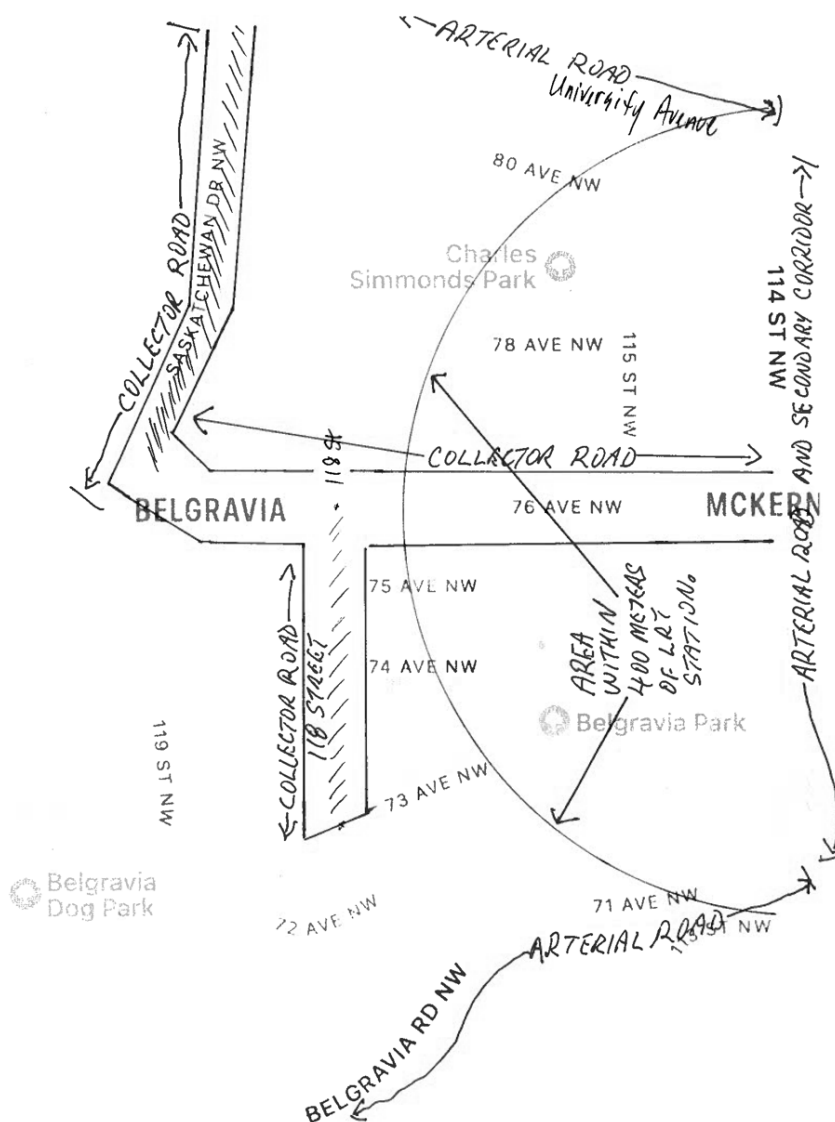 ARTERIAL ROAD
University Avenue
80 AVE NW
COLLECTOR ROAD
SASKATCHEWAN DR NW
Charles
Simmonds Park
114 ST NW
ARTERIAL ROAD AND SECONDARY CORRIDOR
78 AVE NW
115 ST NW
118 St
COLLECTOR ROAD
BELGRAVIA
76 AVE NW
MCKERN
75 AVE NW
74 AVE NW
COLLECTOR ROAD
118 STREET
AREA
WITHIN
400 METERS
OF LRT
STATION.
Belgravia Park
119 ST NW
73 AVE NW
Belgravia
Dog Park
72 AVE NW
71 AVE NW
ARTERIAL ROAD
115 ST NW
BELGRAVIA RD NW